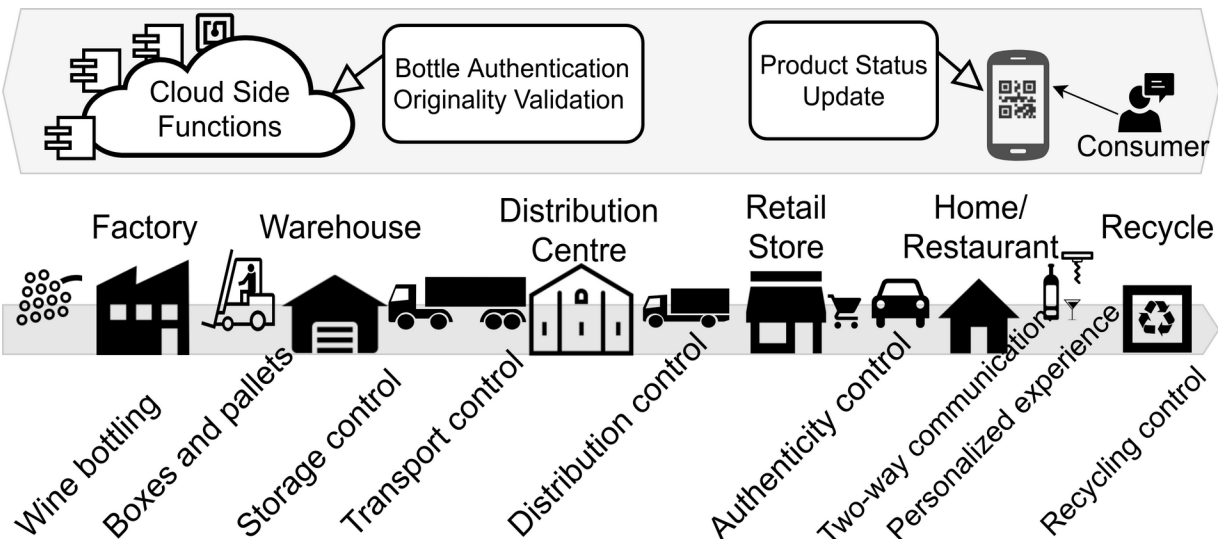 Cloud Side
Functions
Bottle Authentication
Originality Validation
Product Status
Update
Consumer
Factory
Warehouse
Distribution
Centre
Retail
Store
Home/
Restaurant
Recycle
Wine bottling
Boxes and pallets
Storage control
Transport control
Distribution control
Authenticity control
Two-way communication
Personalized experience
Recycling control